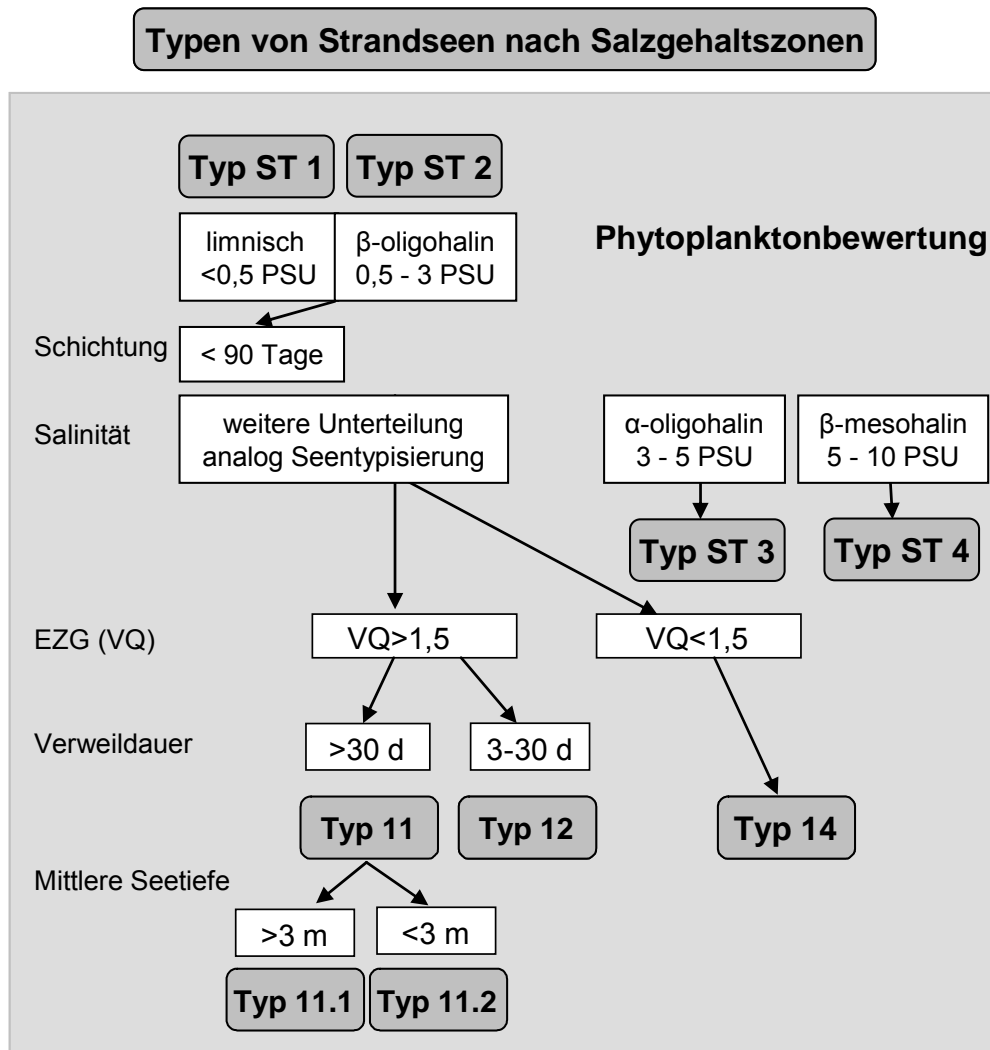 Typen von Strandseen nach Salzgehaltszonen
Typ ST 1
Typ ST 2
limnisch
<0,5 PSU
β-oligohalin
0,5 - 3 PSU
Phytoplanktonbewertung
Schichtung
< 90 Tage
Salinität
weitere Unterteilung
analog Seentypisierung
α-oligohalin
3 - 5 PSU
β-mesohalin
5 - 10 PSU
Typ ST 3
Typ ST 4
EZG (VQ)
VQ>1,5
VQ<1,5
Verweildauer
>30 d
3-30 d
Typ 11
Typ 12
Typ 14
Mittlere Seetiefe
>3 m
<3 m
Typ 11.1
Typ 11.2